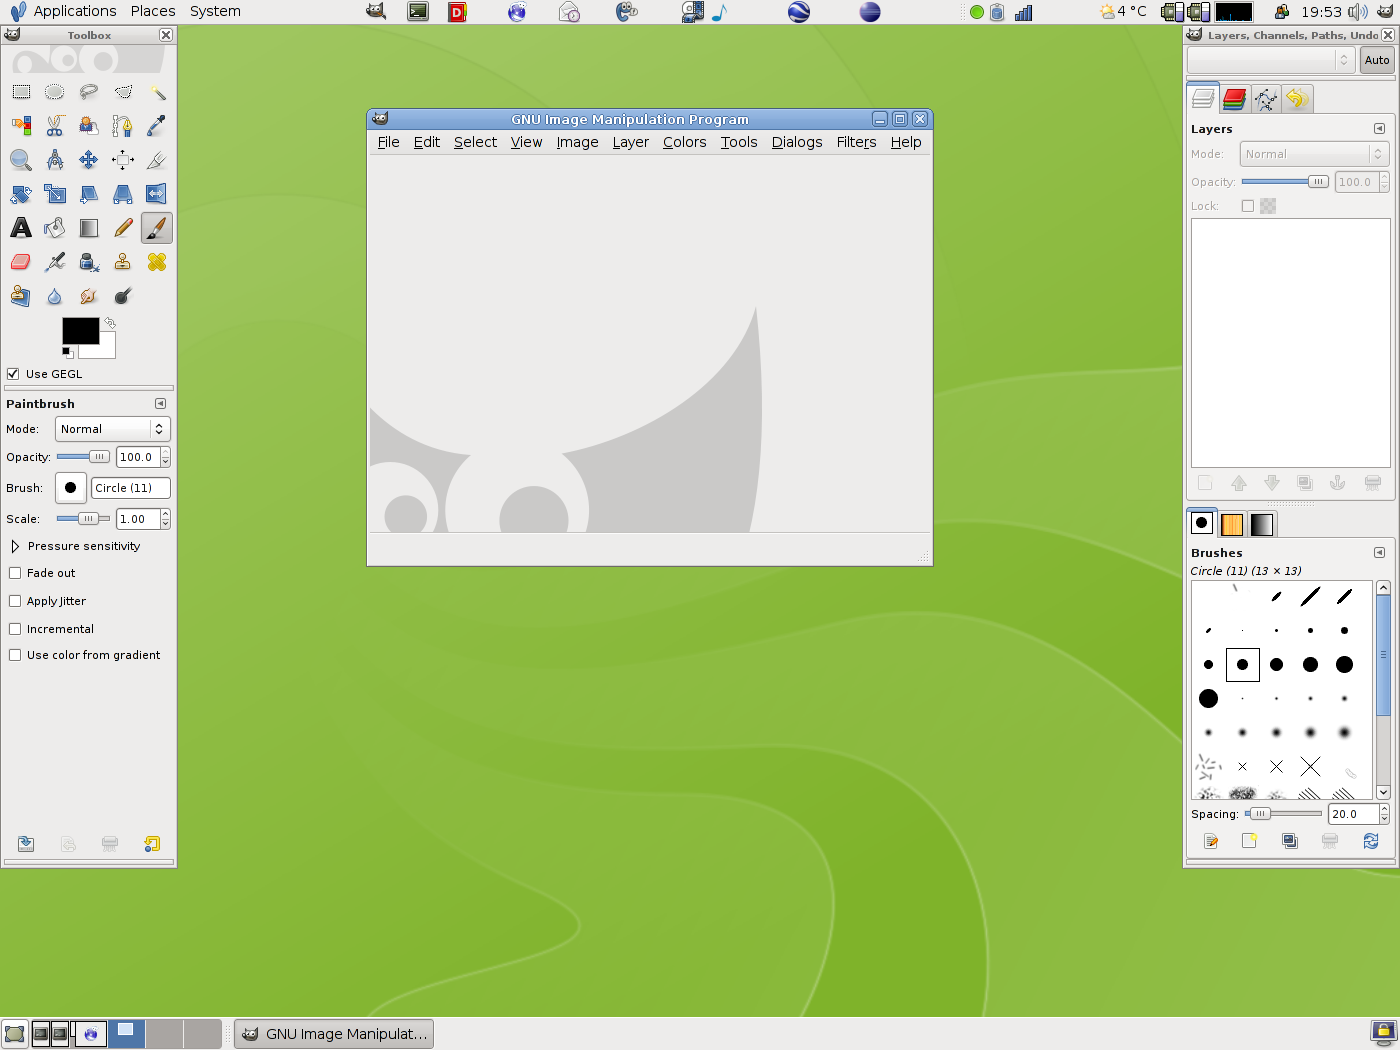 Applications Places System
4 °C
19:53
Toolbox
Use GEGL
Paintbrush
Mode: Normal
Opacity: 100.0
Brush: Circle (11)
Scale: 1.00
Pressure sensitivity
Fade out
Apply Jitter
Incremental
Use color from gradient
GNU Image Manipulation Program
File Edit Select View Image Layer Colors Tools Dialogs Filters Help
Layers, Channels, Paths, Undo
Auto
Layers
Mode: Normal
Opacity: 100.0
Lock:
Brushes
Circle (11) (13 × 13)
Spacing: 20.0
GNU Image Manipulat...